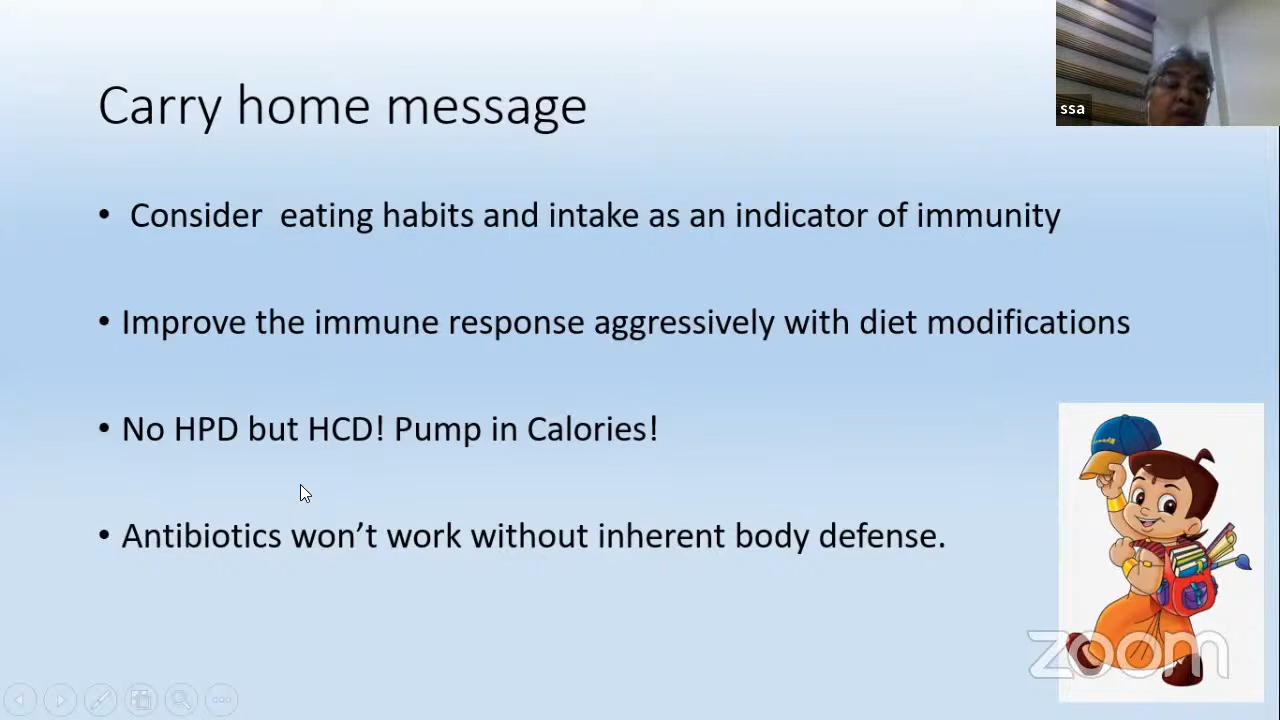 Carry home message
ssa
• Consider eating habits and intake as an indicator of immunity
• Improve the immune response aggressively with diet modifications
• No HPD but HCD! Pump in Calories!
• Antibiotics won’t work without inherent body defense.
zoom